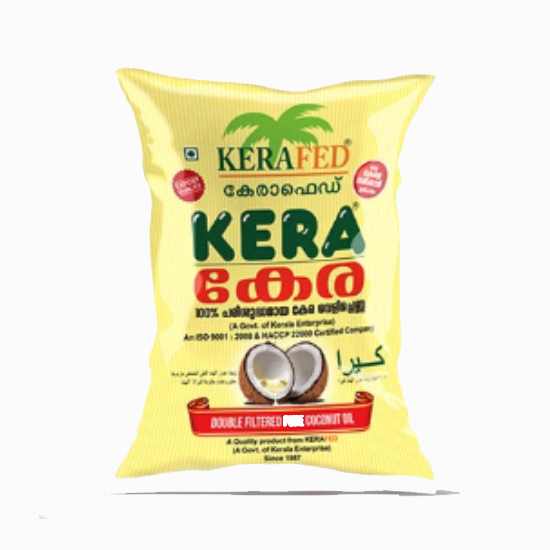 KERAFED®
കേരാഫെഡ്
KERA®
കേര
100% പരിശുദ്ധമായ കേര വെളിച്ചെണ്ണ
(A Govt. of Kerala Enterprise)
An ISO 9001 : 2008 & HACCP 22000 Certified Company
كيرا
DOUBLE FILTERED PURE COCONUT OIL
A Quality product from KERAFED
(A Govt. of Kerala Enterprise)
Since 1987